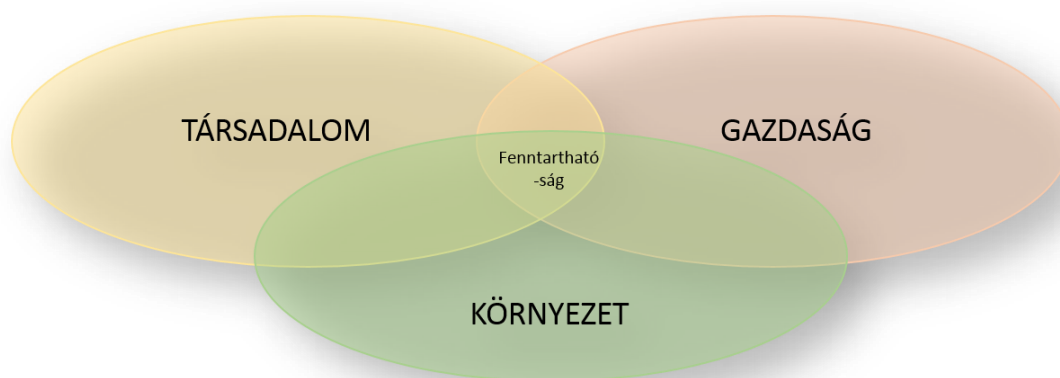 TÁRSADALOM
GAZDASÁG
Fenntartható
-ság
KÖRNYEZET